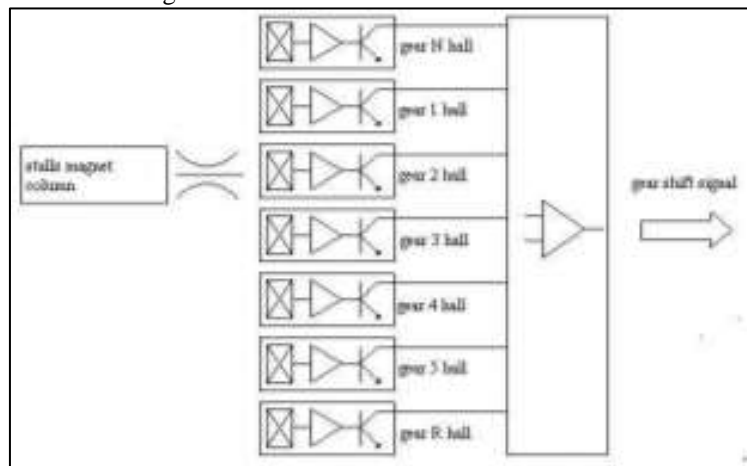 gear N hall
gear 1 hall
stalls magnet
column
gear 2 hall
gear shift signal
gear 3 hall
gear 4 hall
gear 5 hall
gear R hall